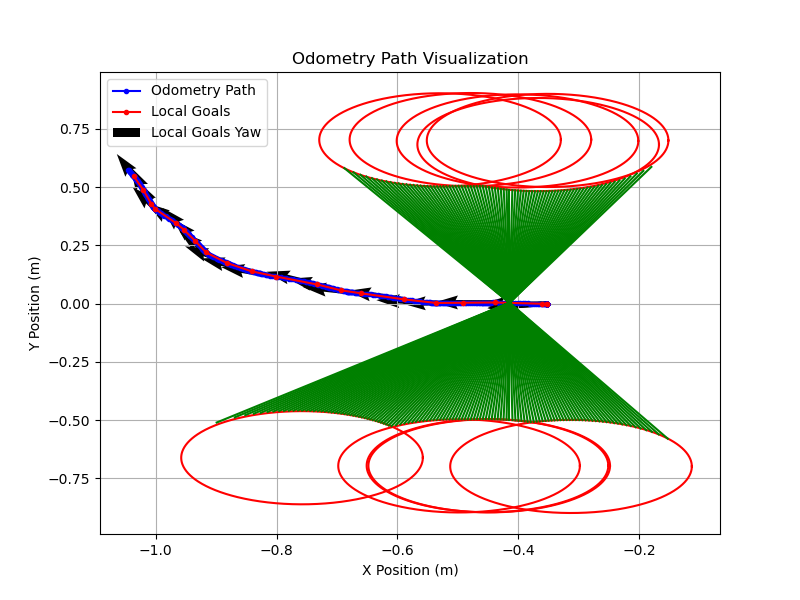 Odometry Path Visualization
Odometry Path
Local Goals
Local Goals Yaw
Y Position (m)
0.75
0.50
0.25
0.00
−0.25
−0.50
−0.75
−1.0 −0.8 −0.6 −0.4 −0.2
X Position (m)